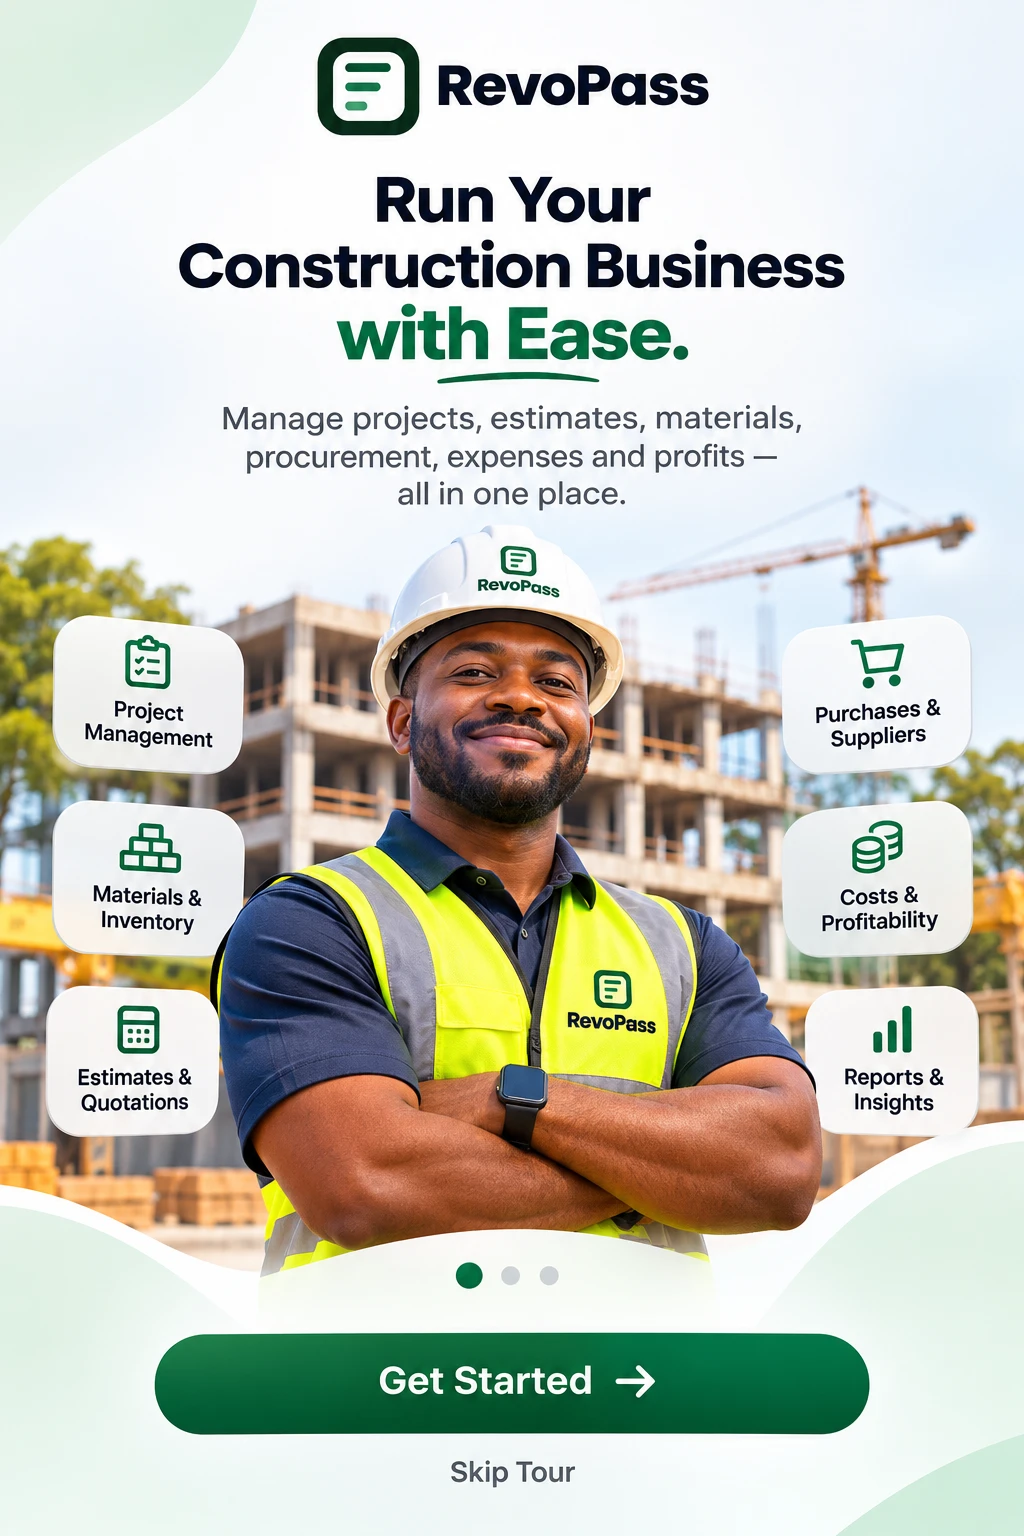 RevoPass
Run Your
Construction Business
with Ease.
Manage projects, estimates, materials,
procurement, expenses and profits —
all in one place.
RevoPass
Project
Management
Purchases &
Suppliers
Materials &
Inventory
Costs &
Profitability
RevoPass
Estimates &
Quotations
Reports &
Insights
Get Started →
Skip Tour